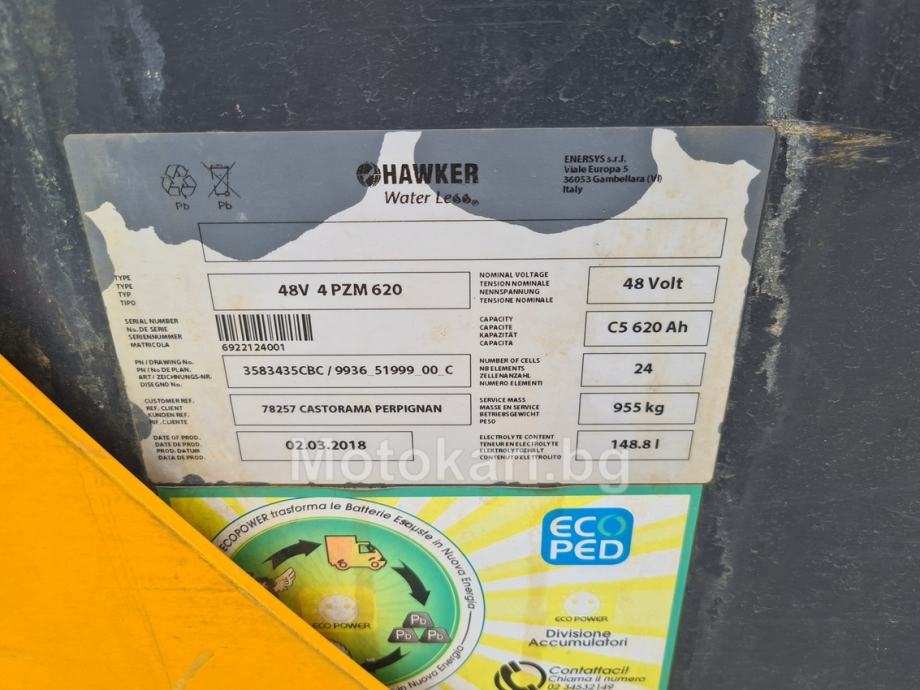 Pb Pb
HAWKER
Water Less®
ENERSYS s.r.l.
Viale Europa 5
36053 Gambellara (VI)
Italy
TYPE
TYPE
TYP
TIPO
48V 4 PZM 620
NOMINAL VOLTAGE
TENSION NOMINALE
NENNSPANNUNG
TENSIONE NOMINALE
48 Volt
SERIAL NUMBER
No. DE SERIE
SERIENNUMMER
MATRICOLA
6922124001
CAPACITY
CAPACITE
KAPAZITÄT
CAPACITA
C5 620 Ah
PN / DRAWING No.
PN / No DE PLAN.
ART / ZEICHNUNGS-NR.
DISEGNO No.
3583435CBC / 9936_51999_00_C
NUMBER OF CELLS
NB ELEMENTS
ZELLENANZAHL
NUMERO ELEMENTI
24
CUSTOMER REF.
REF. CLIENT
KUNDEN REF.
RIF. CLIENTE
78257 CASTORAMA PERPIGNAN
SERVICE MASS
MASSE EN SERVICE
BETRIEBSGEWICHT
PESO
955 kg
DATE OF PROD.
DATE DE PROD.
PROD. DATUM
DATA DE PROD.
02.03.2018
ELECTROLYTE CONTENT
TENEUR EN ELECTROLYTE
ELEKTROLYTGEHALT
CONTENUTO ELETTROLITO
148.8 l
Motokari.bg
ECOPOWER trasforma le Batterie Esauste in Nuova Energia
ECO POWER
Pb
Pb Pb
in Nuova Energia
ECO
PED
ECO POWER
Divisione
Accumulatori
Contattaci!
Chiama il numero
02 34532149